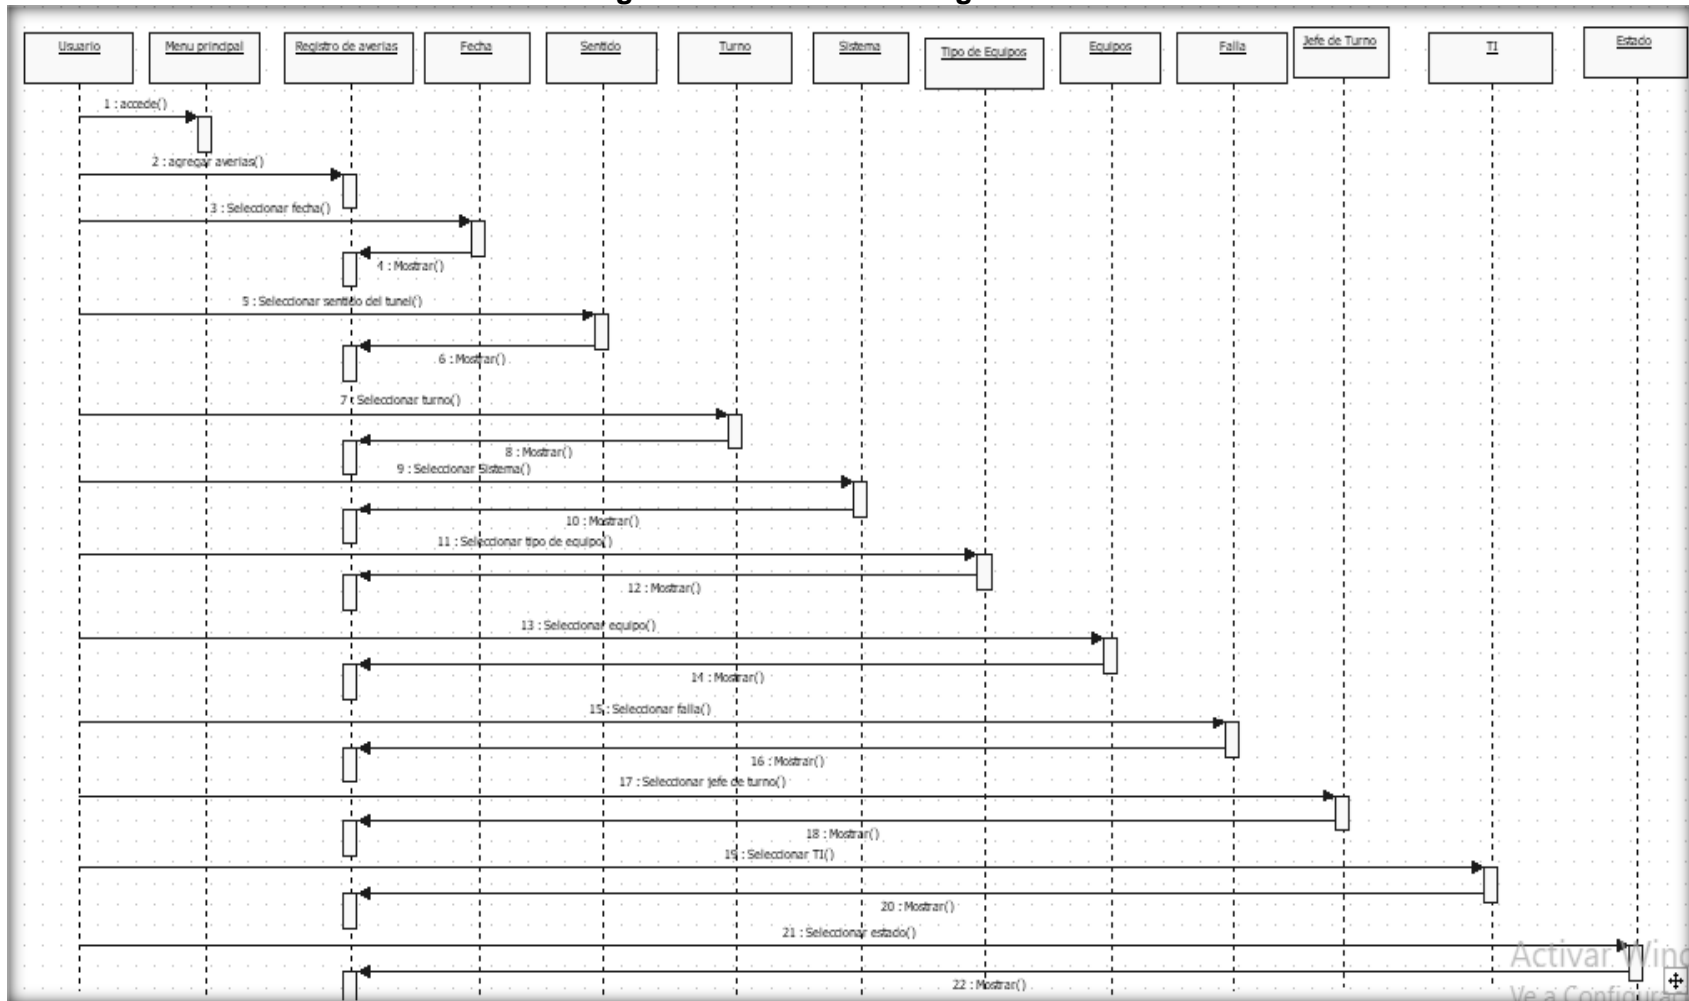 Usuario
Menu principal
Registro de averias
Fecha
Sentido
Turno
Sistema
Tipo de Equipos
Equipos
Falla
Jefe de Turno
TI
Estado
1 : accede()
2 : agregar averias()
3 : Seleccionar fecha()
4 : Mostrar()
5 : Seleccionar sentido del tunel()
6 : Mostrar()
7 : Seleccionar turno()
8 : Mostrar()
9 : Seleccionar Sistema()
10 : Mostrar()
11 : Seleccionar tipo de equipo()
12 : Mostrar()
13 : Seleccionar equipo()
14 : Mostrar()
15 : Seleccionar falla()
16 : Mostrar()
17 : Seleccionar jefe de turno()
18 : Mostrar()
19 : Seleccionar TI()
20 : Mostrar()
21 : Seleccionar estado()
22 : Mostrar()
Activar Wind
Ve a Configurac